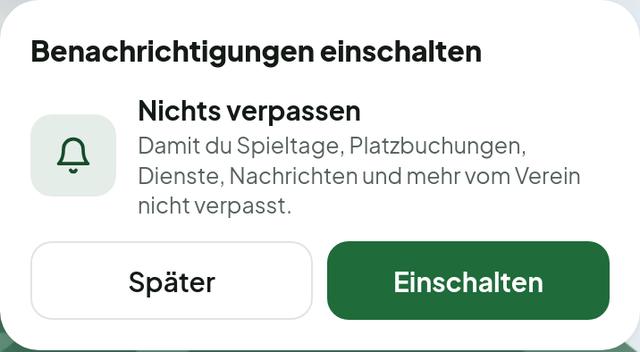 Benachrichtigungen einschalten
Nichts verpassen
Damit du Spieltage, Platzbuchungen,
Dienste, Nachrichten und mehr vom Verein
nicht verpasst.
Später
Einschalten